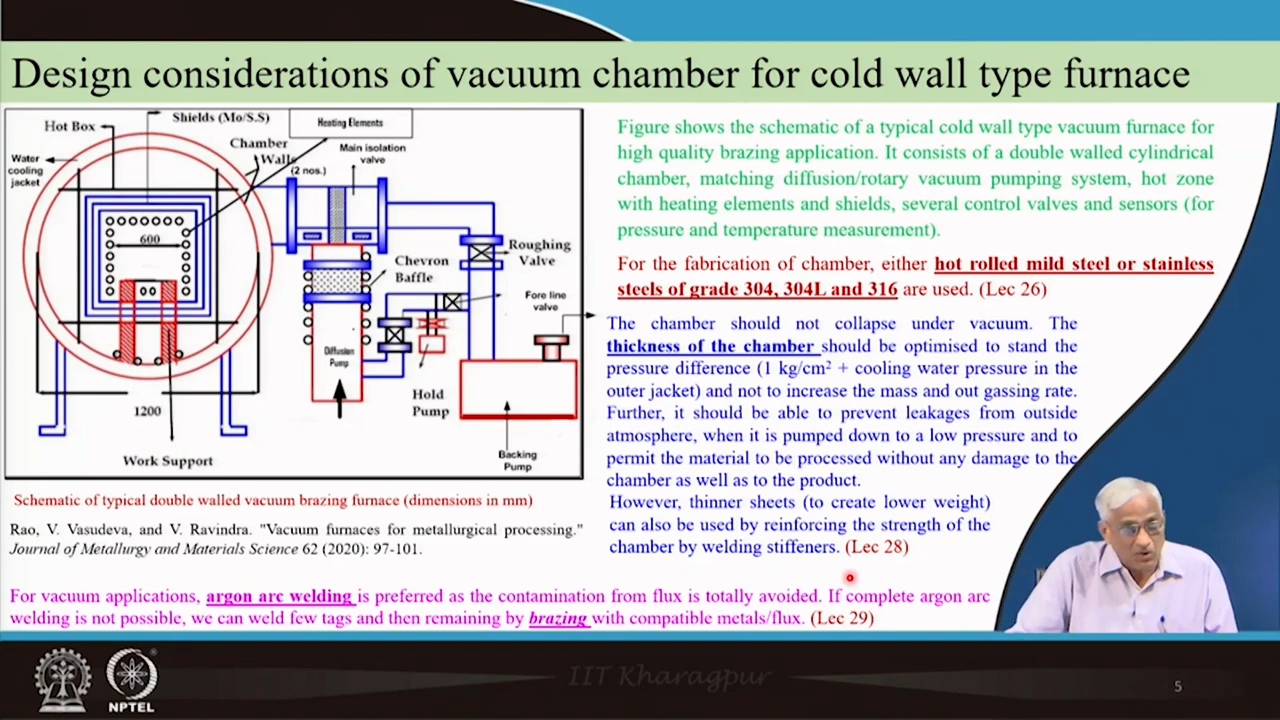 Design considerations of vacuum chamber for cold wall type furnace
Shields (Mo/S.S)
Hot Box
Heating Elements
Chamber
Walls
(2 nos.)
Main isolation
valve
Water
cooling
jacket
600
Roughing
Valve
Chevron
Baffle
Fore line
valve
Diffusion
Pump
Hold
Pump
1200
Backing
Pump
Work Support
Schematic of typical double walled vacuum brazing furnace (dimensions in mm)
Rao, V. Vasudeva, and V. Ravindra. "Vacuum furnaces for metallurgical processing."
Journal of Metallurgy and Materials Science 62 (2020): 97-101.
Figure shows the schematic of a typical cold wall type vacuum furnace for
high quality brazing application. It consists of a double walled cylindrical
chamber, matching diffusion/rotary vacuum pumping system, hot zone
with heating elements and shields, several control valves and sensors (for
pressure and temperature measurement).
For the fabrication of chamber, either hot rolled mild steel or stainless
steels of grade 304, 304L and 316 are used. (Lec 26)
The chamber should not collapse under vacuum. The
thickness of the chamber should be optimised to stand the
pressure difference (1 kg/cm² + cooling water pressure in the
outer jacket) and not to increase the mass and out gassing rate.
Further, it should be able to prevent leakages from outside
atmosphere, when it is pumped down to a low pressure and to
permit the material to be processed without any damage to the
chamber as well as to the product.
However, thinner sheets (to create lower weight)
can also be used by reinforcing the strength of the
chamber by welding stiffeners. (Lec 28)
For vacuum applications, argon arc welding is preferred as the contamination from flux is totally avoided. If complete argon arc
welding is not possible, we can weld few tags and then remaining by brazing with compatible metals/flux. (Lec 29)
IIT Kharagpur
NPTEL
5